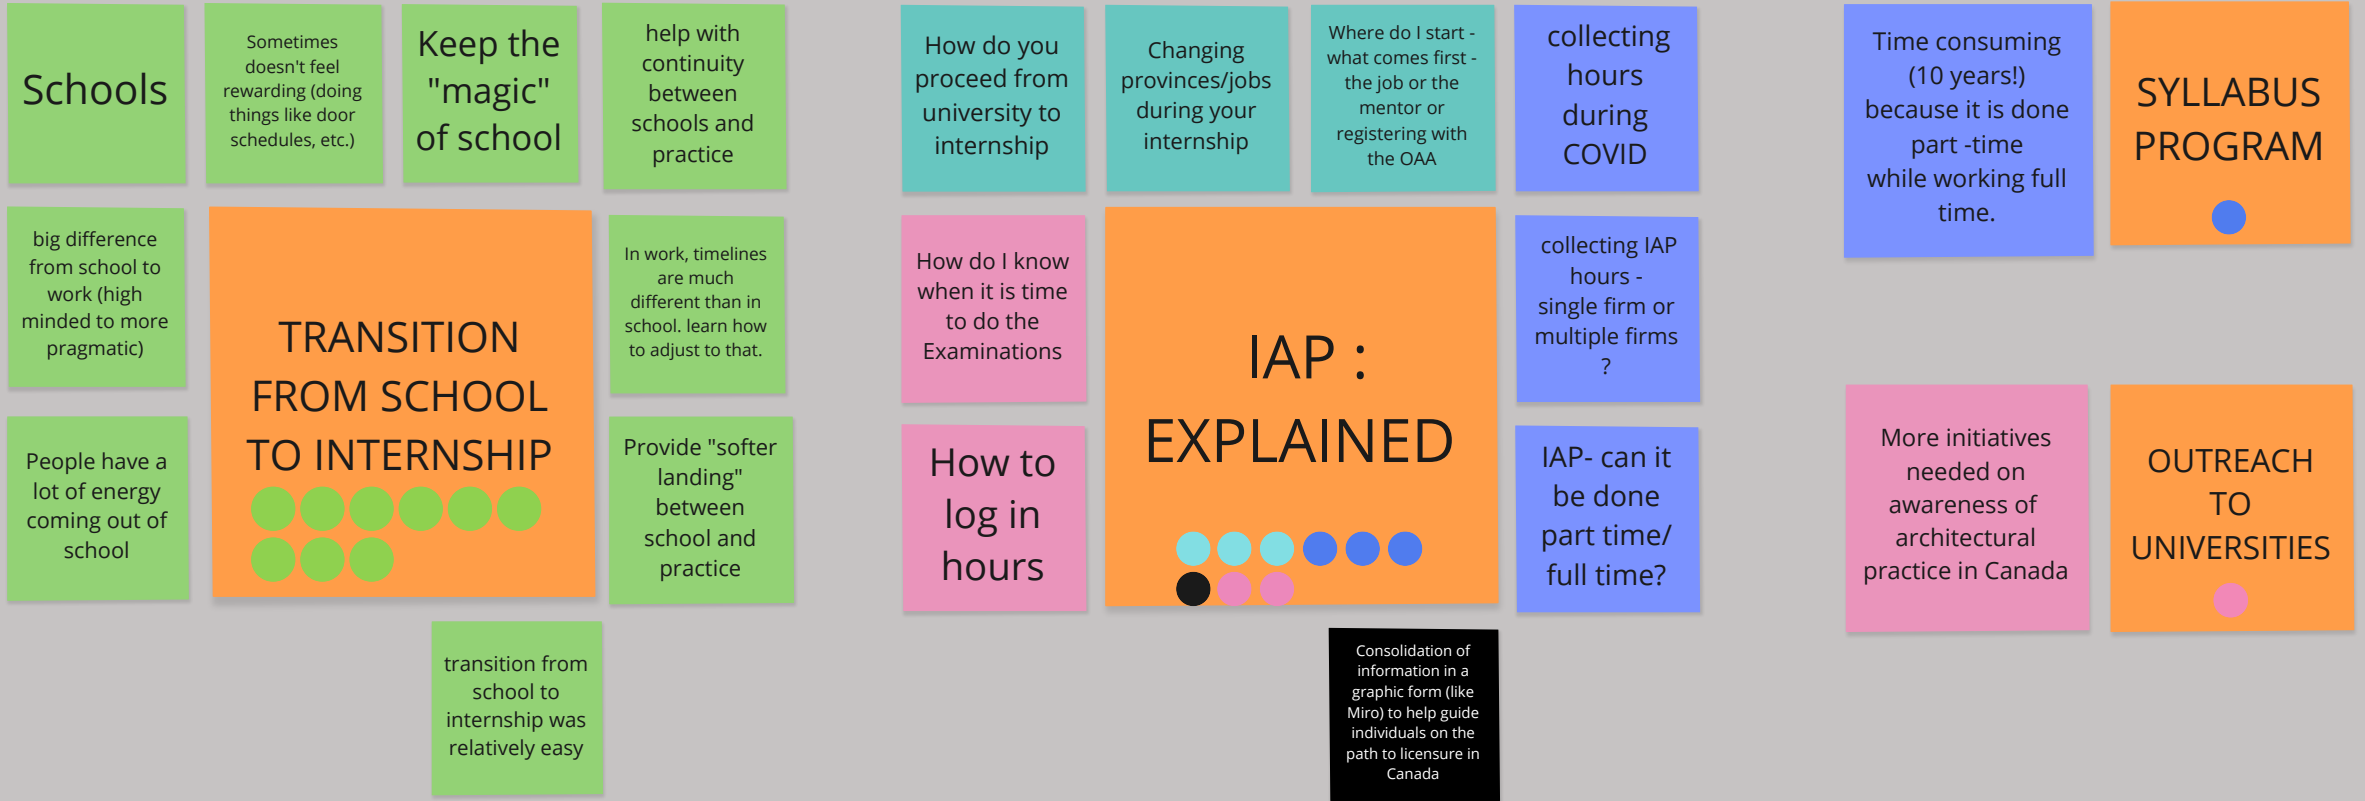 Schools
Sometimes
doesn't feel
rewarding (doing
things like door
schedules, etc.)
Keep the
"magic"
of school
help with
continuity
between
schools and
practice
big difference
from school to
work (high
minded to more
pragmatic)
TRANSITION
FROM SCHOOL
TO INTERNSHIP
In work, timelines
are much
different than in
school. learn how
to adjust to that.
People have a
lot of energy
coming out of
school
Provide "softer
landing"
between
school and
practice
transition from
school to
internship was
relatively easy
How do you
proceed from
university to
internship
Changing
provinces/jobs
during your
internship
Where do I start -
what comes first -
the job or the
mentor or
registering with
the OAA
collecting
hours
during
COVID
How do I know
when it is time
to do the
Examinations
IAP :
EXPLAINED
collecting IAP
hours -
single firm or
multiple firms
?
How to
log in
hours
IAP- can it
be done
part time/
full time?
Consolidation of
information in a
graphic form (like
Miro) to help guide
individuals on the
path to licensure in
Canada
Time consuming
(10 years!)
because it is done
part -time
while working full
time.
SYLLABUS
PROGRAM
More initiatives
needed on
awareness of
architectural
practice in Canada
OUTREACH
TO
UNIVERSITIES